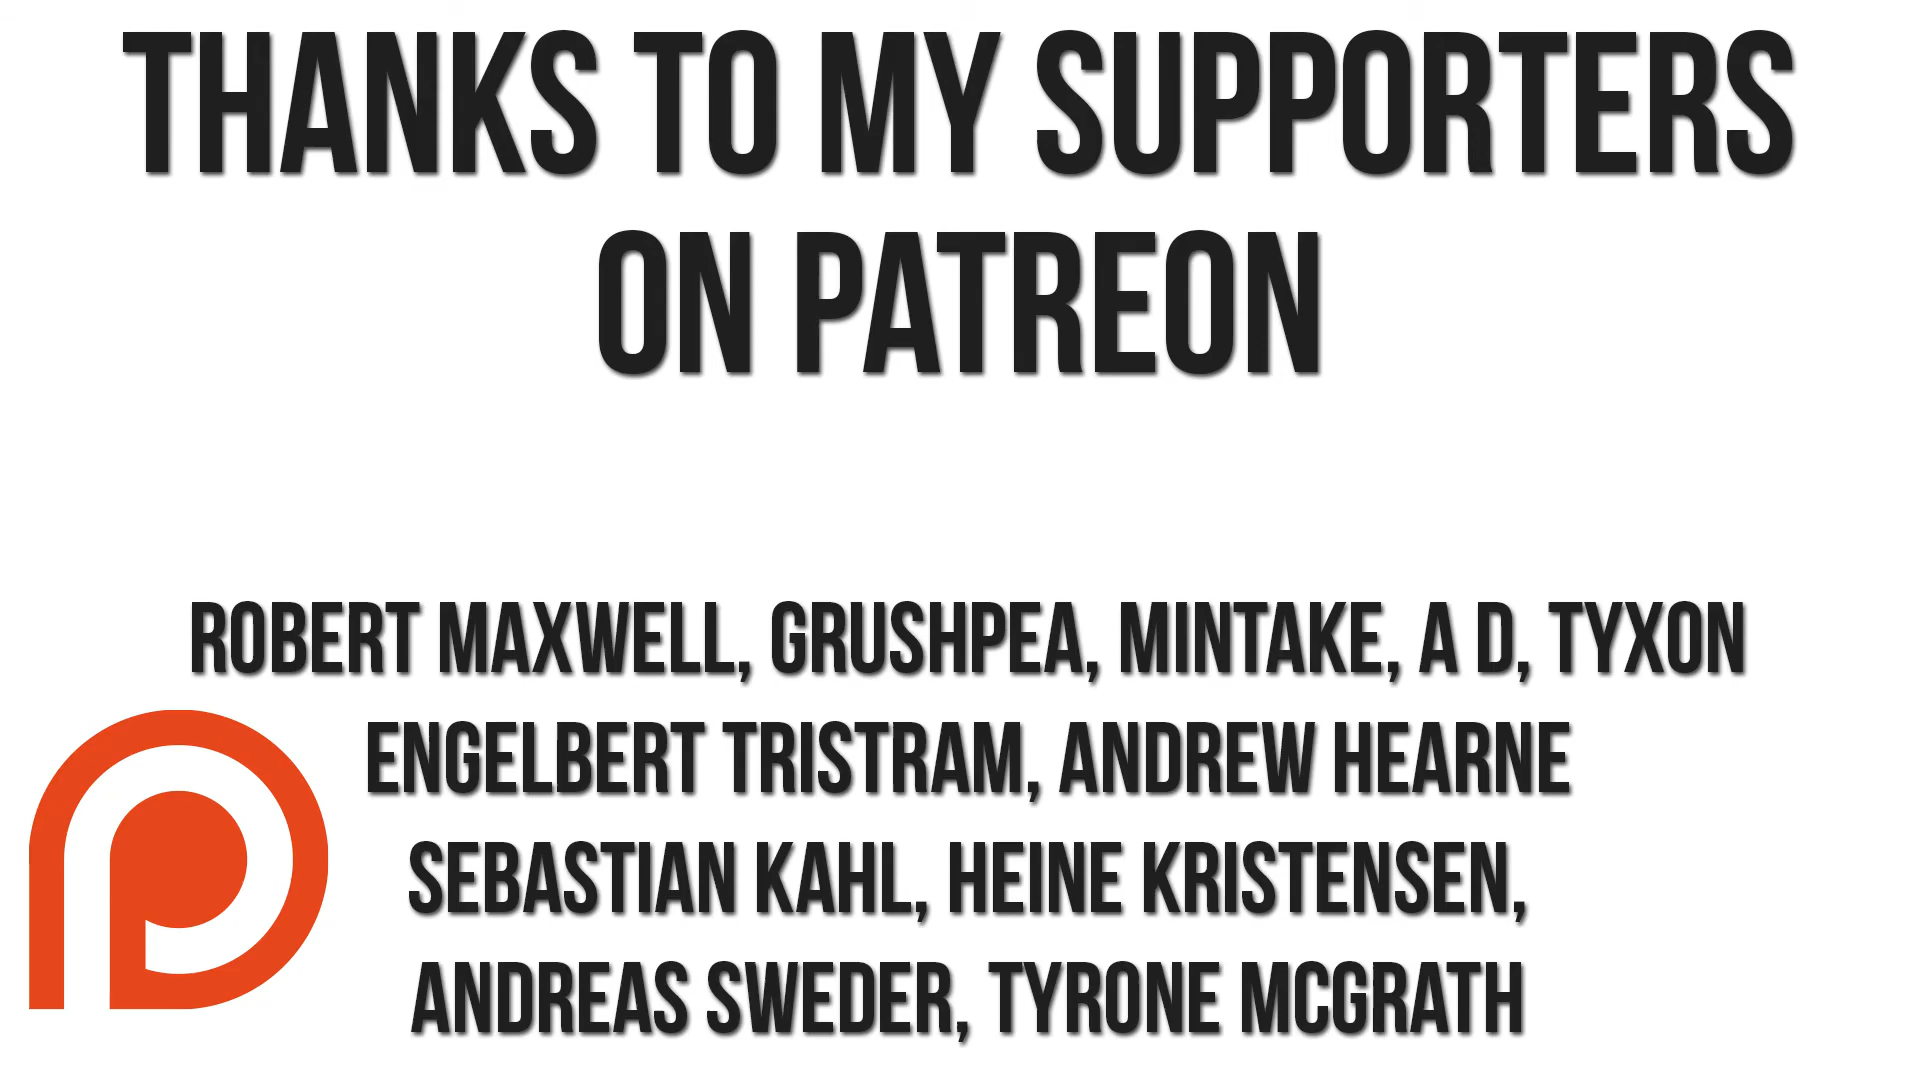 THANKS TO MY SUPPORTERS
ON PATREON
ROBERT MAXWELL, GRUSHPEA, MINTAKE, A D, TYXON
ENGELBERT TRISTRAM, ANDREW HEARNE
SEBASTIAN KAHL, HEINE KRISTENSEN,
ANDREAS SWEDER, TYRONE MCGRATH